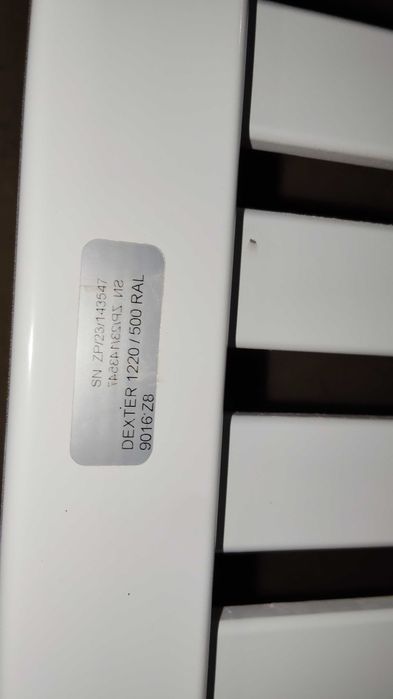 SN ZP/23/143547
SN ZP/23/143547
DEXTER 1220 / 500 RAL
9016 Z8